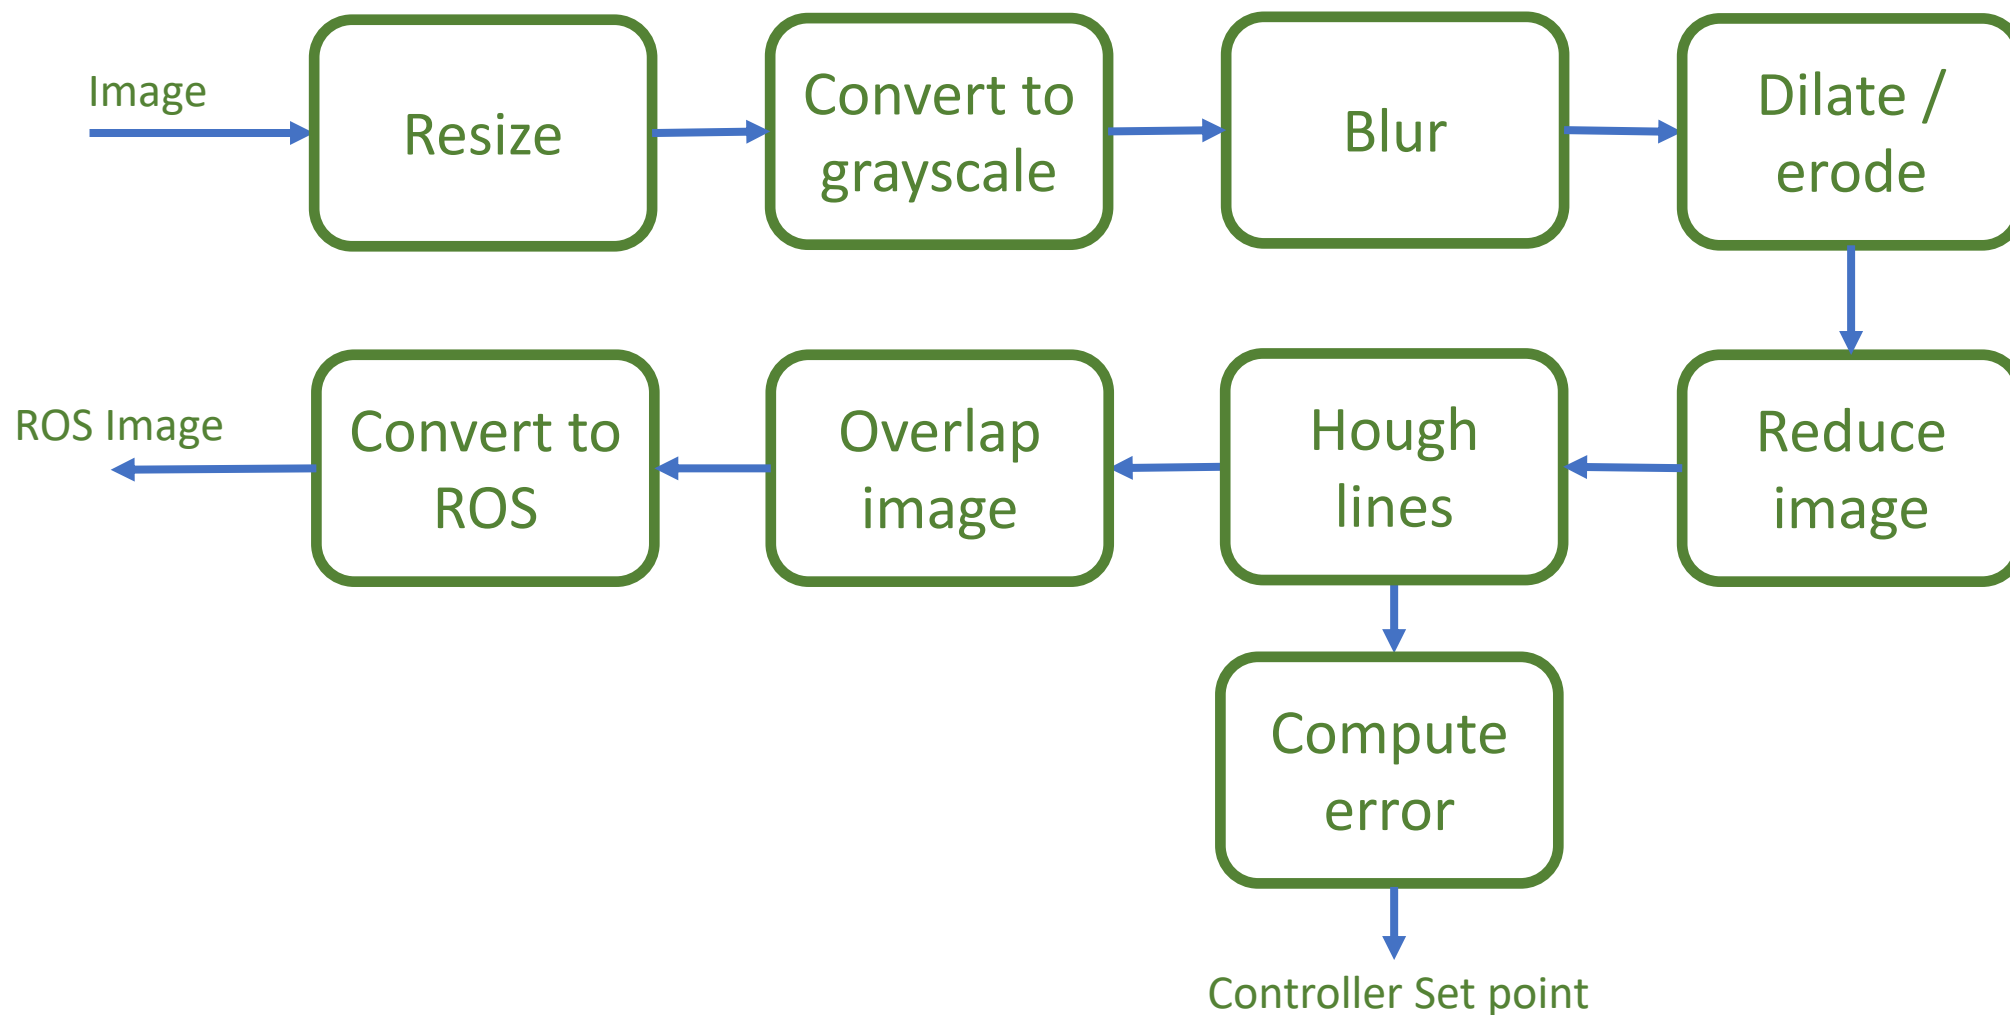 Image
Resize
Convert to
grayscale
Blur
Dilate /
erode
ROS Image
Convert to
ROS
Overlap
image
Hough
lines
Reduce
image
Compute
error
Controller Set point